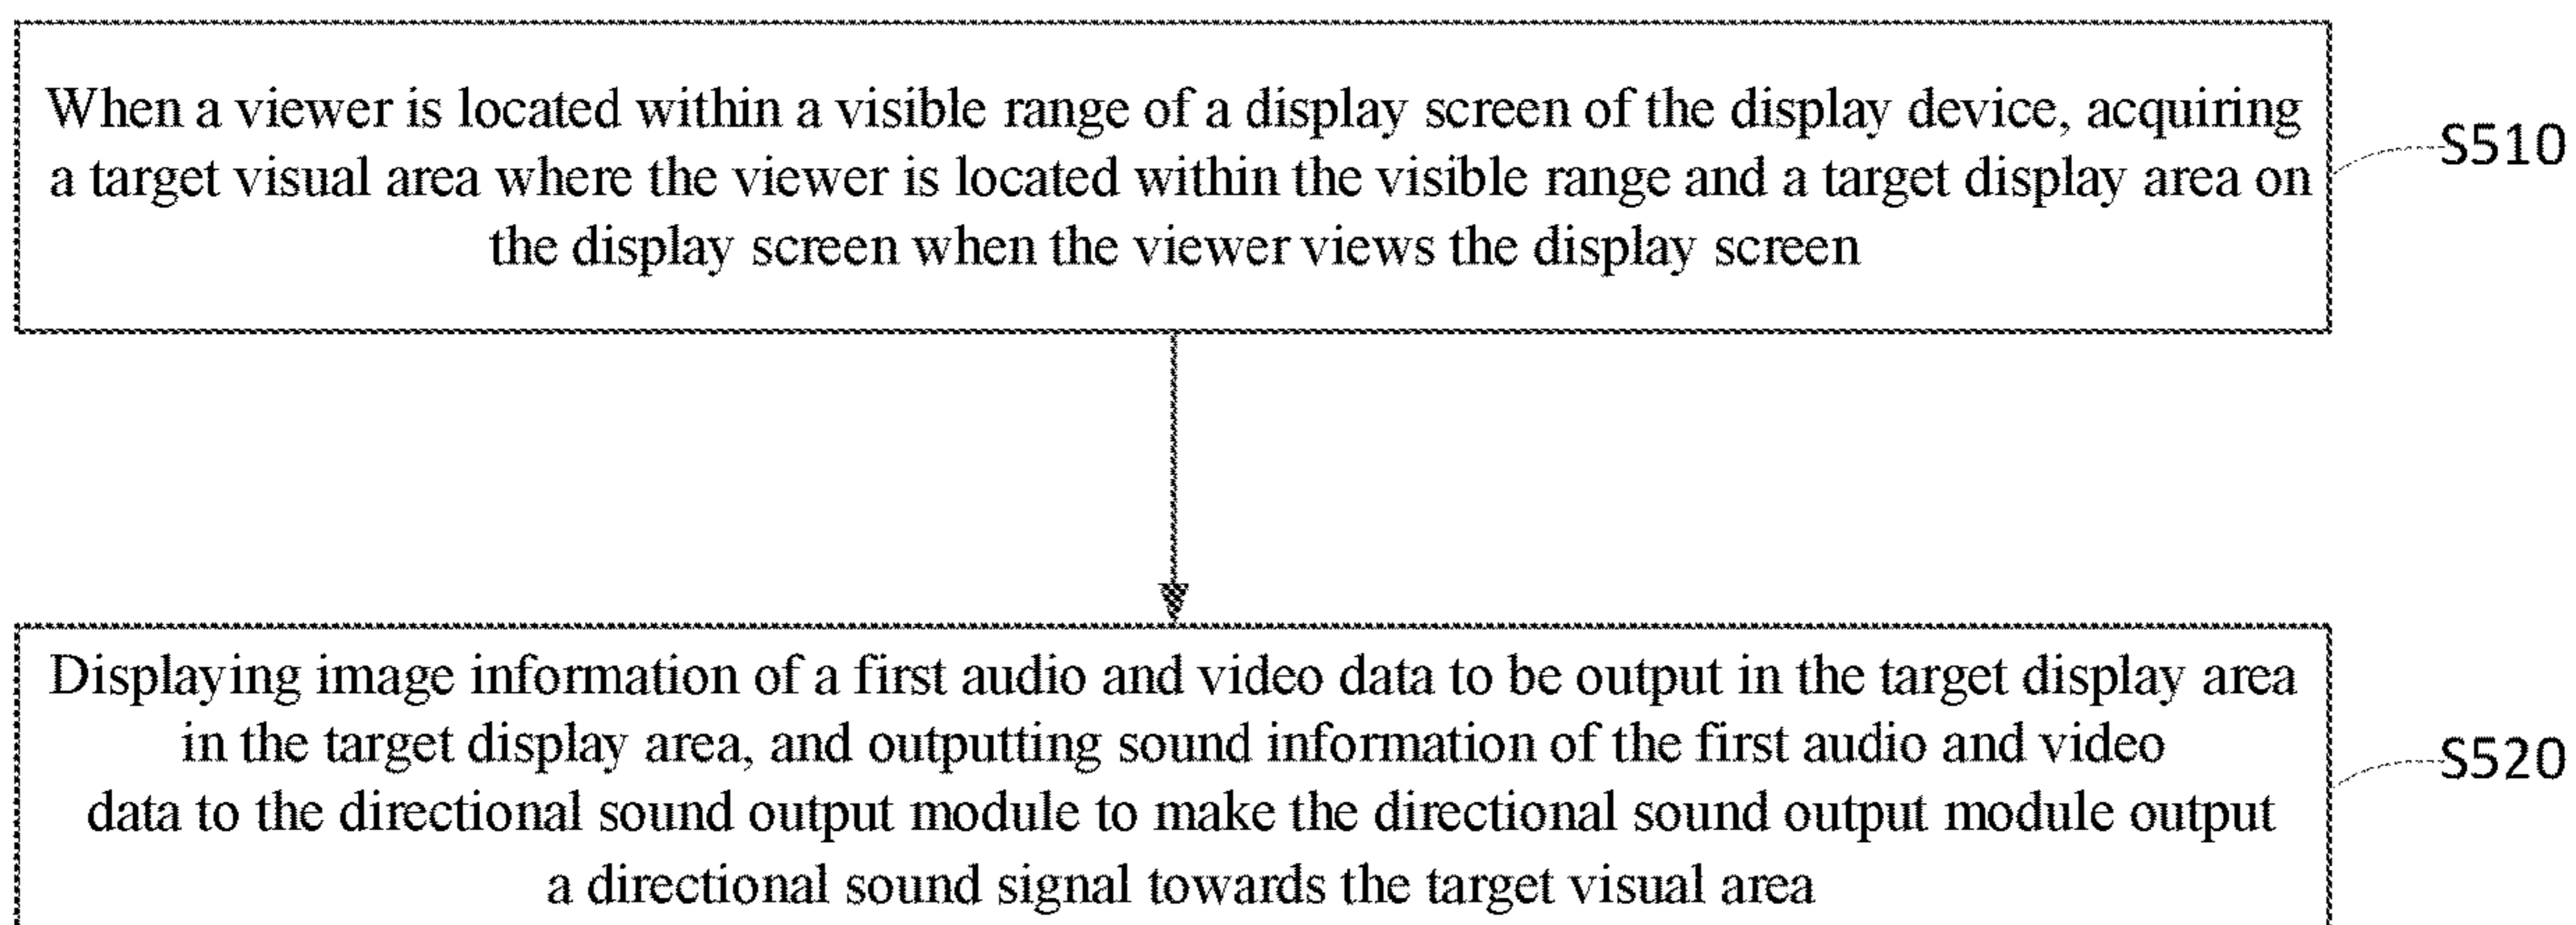 When a viewer is located within a visible range of a display screen of the display device, acquiring
a target visual area where the viewer is located within the visible range and a target display area on
the display screen when the viewer views the display screen
S510
Displaying image information of a first audio and video data to be output in the target display area
in the target display area, and outputting sound information of the first audio and video
data to the directional sound output module to make the directional sound output module output
a directional sound signal towards the target visual area
S520